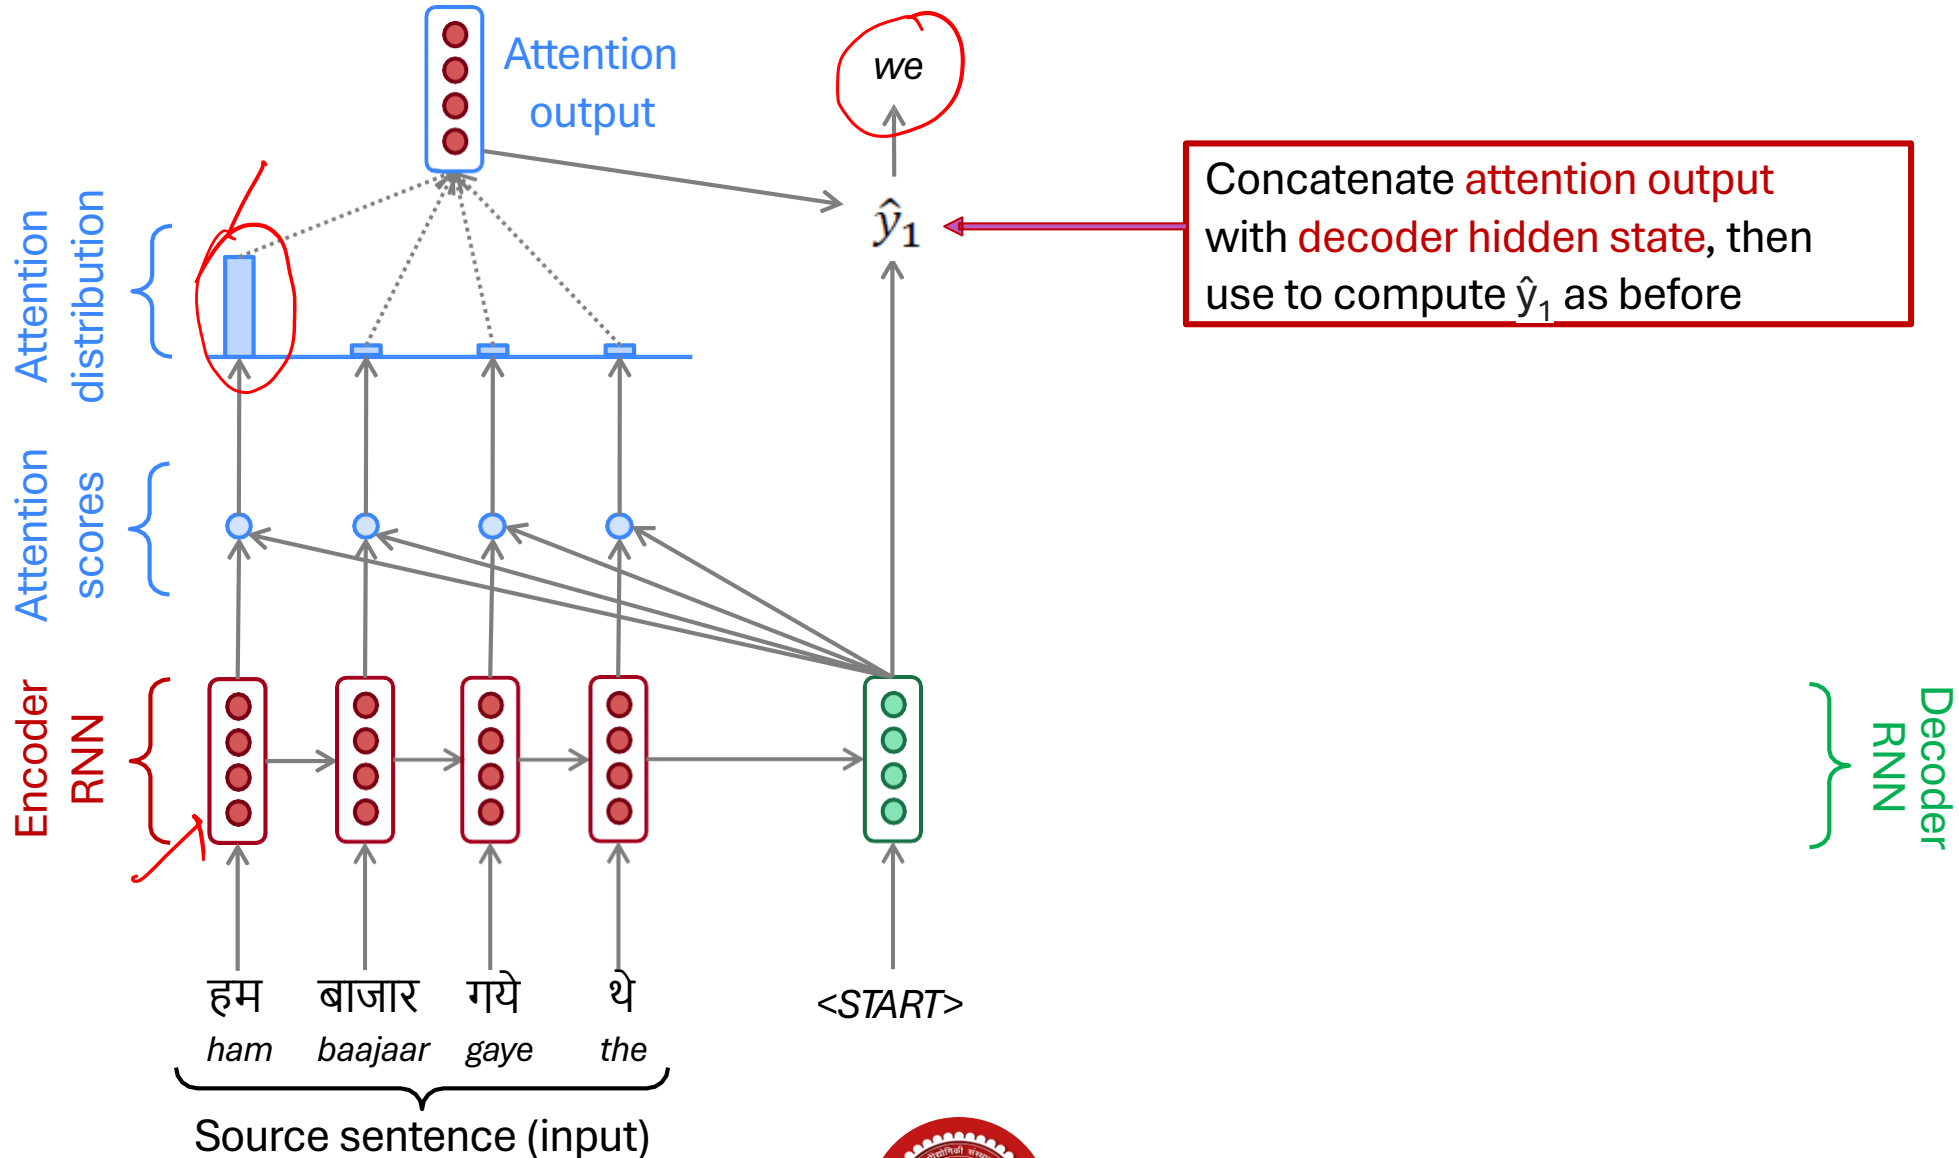 Attention
output
we
Attention
distribution
ŷ₁
Concatenate attention output
with decoder hidden state, then
use to compute ŷ₁ as before
Attention
scores
Encoder
RNN
Decoder
RNN
हम बाजार गये थे
ham baajaar gaye the
<START>
Source sentence (input)